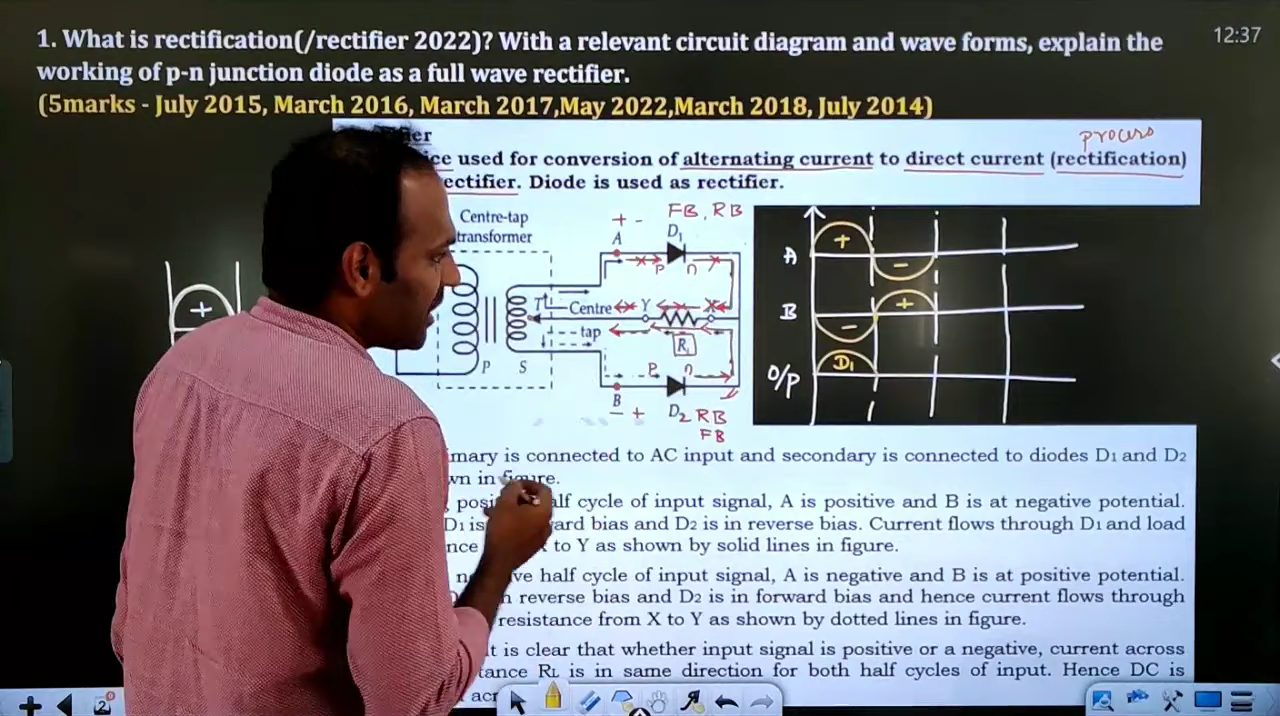 1. What is rectification(/rectifier 2022)? With a relevant circuit diagram and wave forms, explain the
working of p-n junction diode as a full wave rectifier.
(5marks - July 2015, March 2016, March 2017,May 2022,March 2018, July 2014)
12:37
process
used for conversion of alternating current to direct current (rectification)
Diode is used as rectifier.
Centre-tap
transformer
+ -
A
FB, RB
D1
P n
T
Centre
tap
Y X
R
P S
P n
B
- +
D2 RB
FB
A + -
B - +
O/P D1
+
is connected to AC input and secondary is connected to diodes D1 and D2
in figure.
half cycle of input signal, A is positive and B is at negative potential.
D1 is bias and D2 is in reverse bias. Current flows through D1 and load
to Y as shown by solid lines in figure.
half cycle of input signal, A is negative and B is at positive potential.
reverse bias and D2 is in forward bias and hence current flows through
resistance from X to Y as shown by dotted lines in figure.
it is clear that whether input signal is positive or a negative, current across
RL is in same direction for both half cycles of input. Hence DC is
2